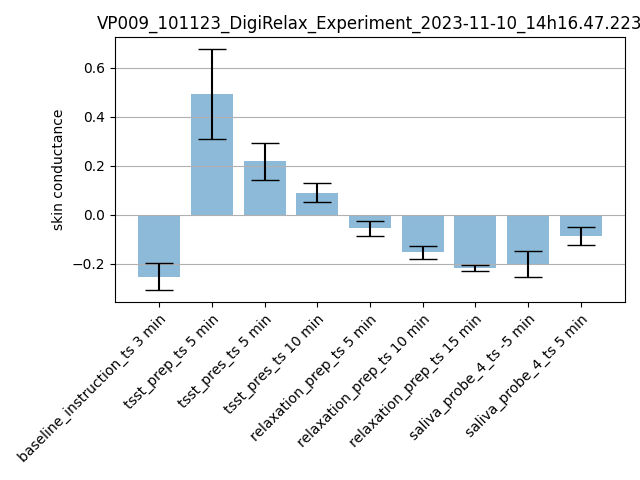 VP009_101123_DigiRelax_Experiment_2023-11-10_14h16.47.223
skin conductance
0.6
0.4
0.2
0.0
−0.2
baseline_instruction_ts 3 min
tsst_prep_ts 5 min
tsst_pres_ts 5 min
tsst_pres_ts 10 min
relaxation_prep_ts 5 min
relaxation_prep_ts 10 min
relaxation_prep_ts 15 min
saliva_probe_4_ts -5 min
saliva_probe_4_ts 5 min